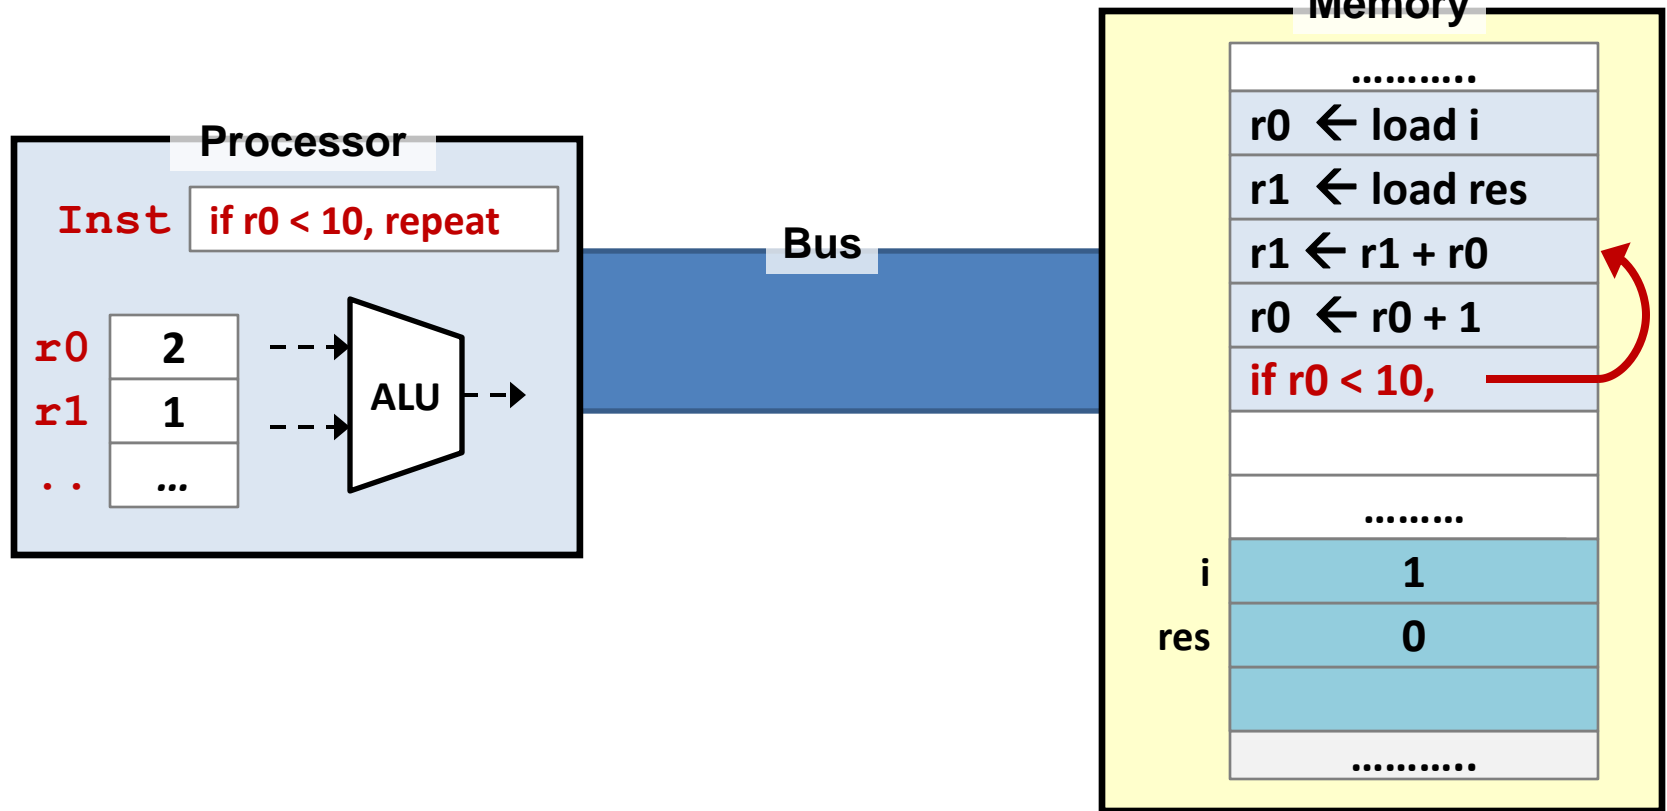 Processor
Inst if r0 < 10, repeat
r0 2
r1 1
.. ...
ALU
Bus
Memory
………..
r0 ← load i
r1 ← load res
r1 ← r1 + r0
r0 ← r0 + 1
if r0 < 10,
………
i 1
res 0
………..